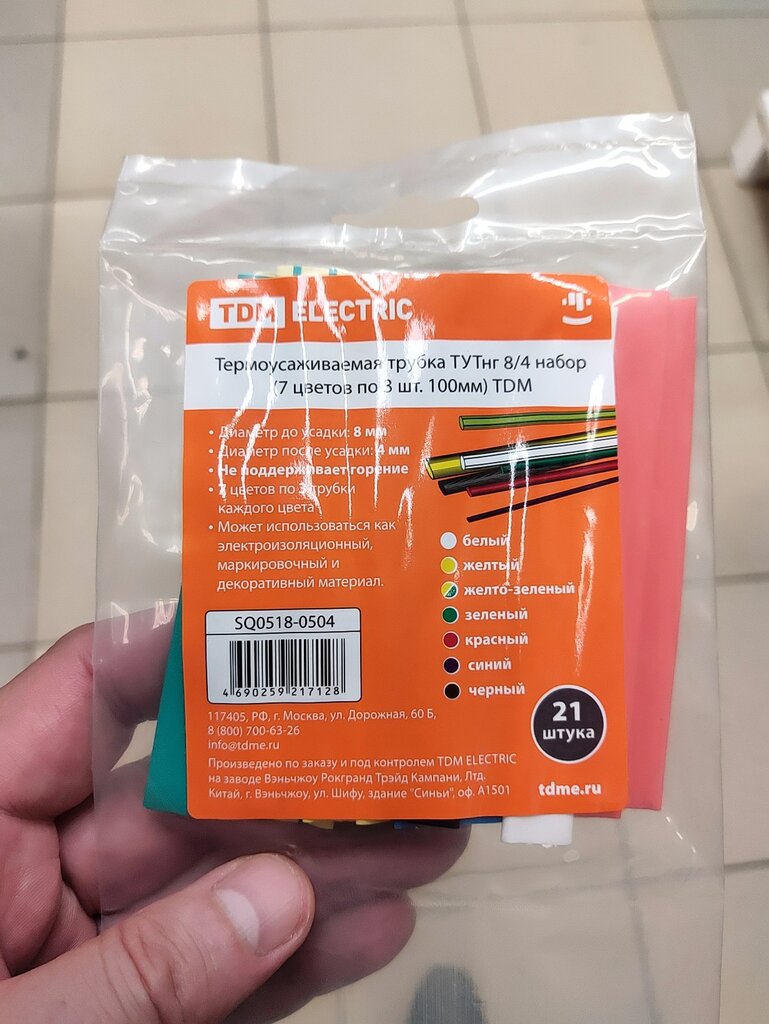 TDM ELECTRIC
Термоусаживаемая трубка ТУТнг 8/4 набор
(7 цветов по 3 шт. 100мм) TDM
• Диаметр до усадки: 8 мм
• Диаметр после усадки: 4 мм
• Не поддерживает горение
• 7 цветов по 3 трубки
каждого цвета
• Может использоваться как
электроизоляционный,
маркировочный и
декоративный материал.
белый
желтый
желто-зеленый
зеленый
красный
синий
черный
SQ0518-0504
4 690259 217128
21
штука
117405, РФ, г. Москва, ул. Дорожная, 60 Б,
8 (800) 700-63-26
info@tdme.ru
Произведено по заказу и под контролем TDM ELECTRIC
на заводе Вэньчжоу Рокгранд Трэйд Кампани, Лтд.
Китай, г. Вэньчжоу, ул. Шифу, здание "Синьи", оф. А1501
tdme.ru